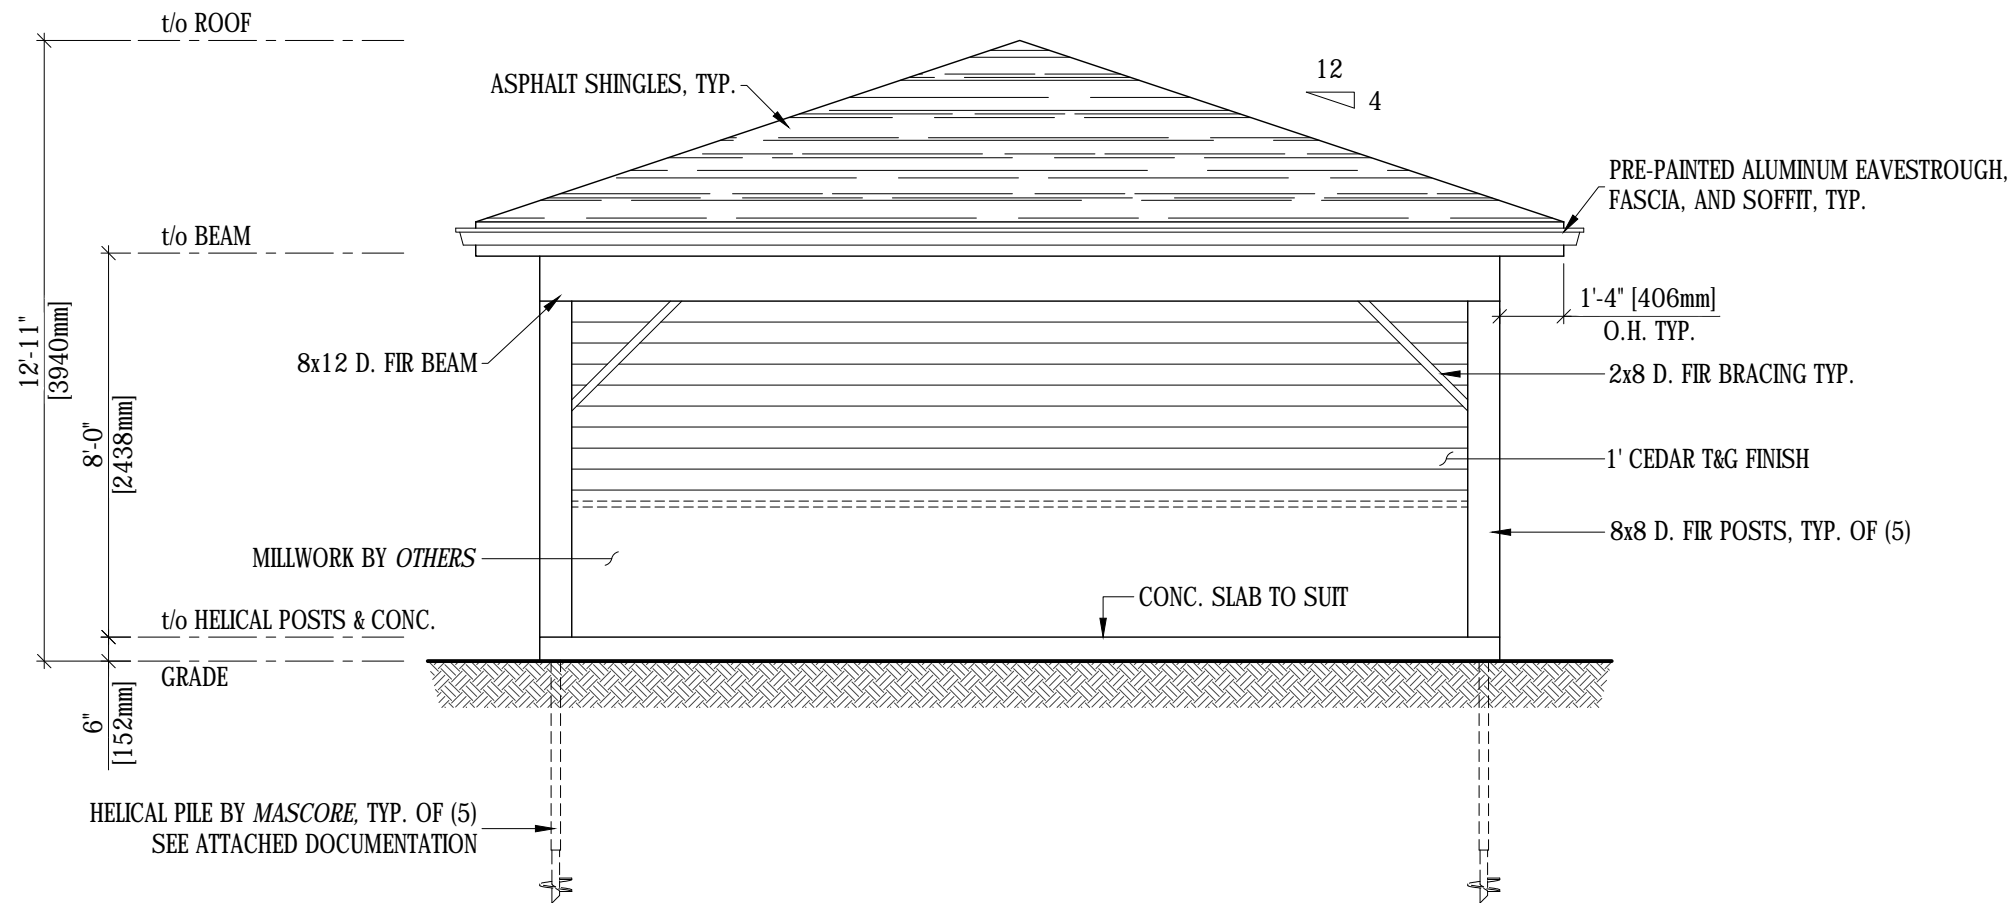 t/o ROOF
ASPHALT SHINGLES, TYP.
12
4
PRE-PAINTED ALUMINUM EAVESTROUGH,
FASCIA, AND SOFFIT, TYP.
t/o BEAM
1'-4" [406mm]
O.H. TYP.
12'-11"
[3940mm]
8x12 D. FIR BEAM
2x8 D. FIR BRACING TYP.
8'-0"
[2438mm]
1' CEDAR T&G FINISH
8x8 D. FIR POSTS, TYP. OF (5)
MILLWORK BY OTHERS
CONC. SLAB TO SUIT
t/o HELICAL POSTS & CONC.
GRADE
6"
[152mm]
HELICAL PILE BY MASCORE, TYP. OF (5)
SEE ATTACHED DOCUMENTATION